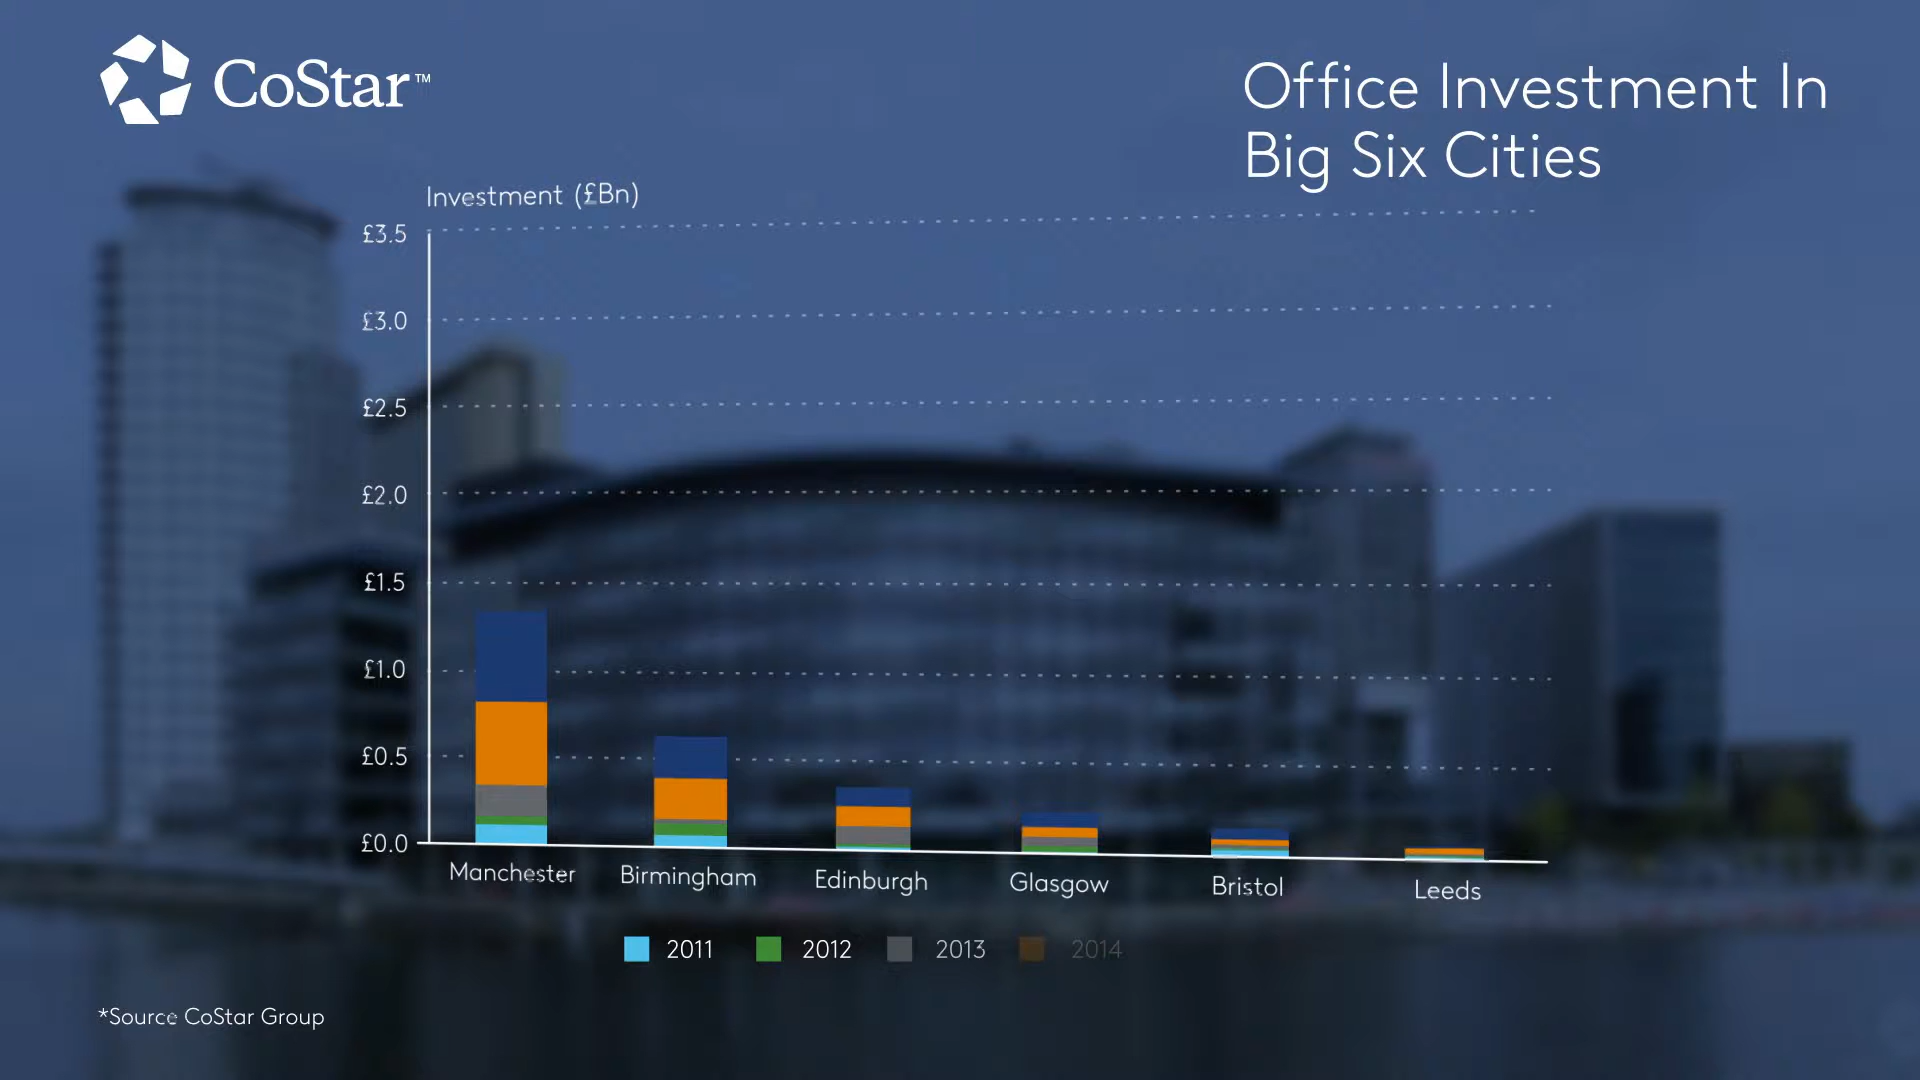 CoStar™
Office Investment In
Big Six Cities
Investment (£Bn)
£3.5
£3.0
£2.5
£2.0
£1.5
£1.0
£0.5
£0.0
Manchester
Birmingham
Edinburgh
Glasgow
Bristol
Leeds
2011
2012
2013
2014
*Source CoStar Group